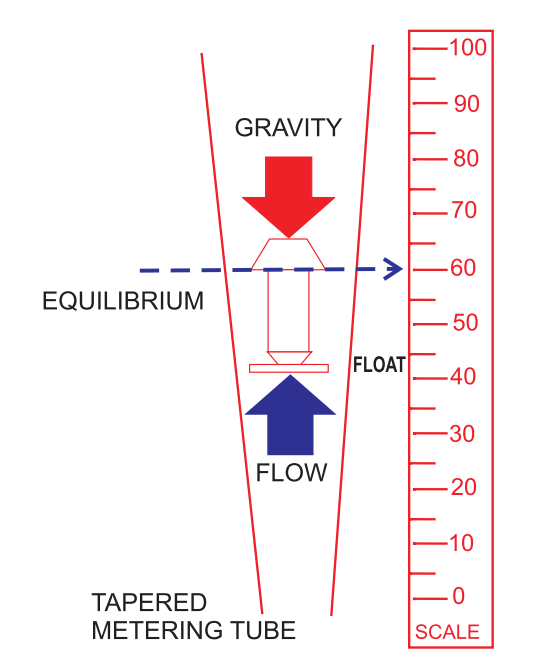 GRAVITY
EQUILIBRIUM
FLOAT
FLOW
TAPERED
METERING TUBE
100
90
80
70
60
50
40
30
20
10
0
SCALE